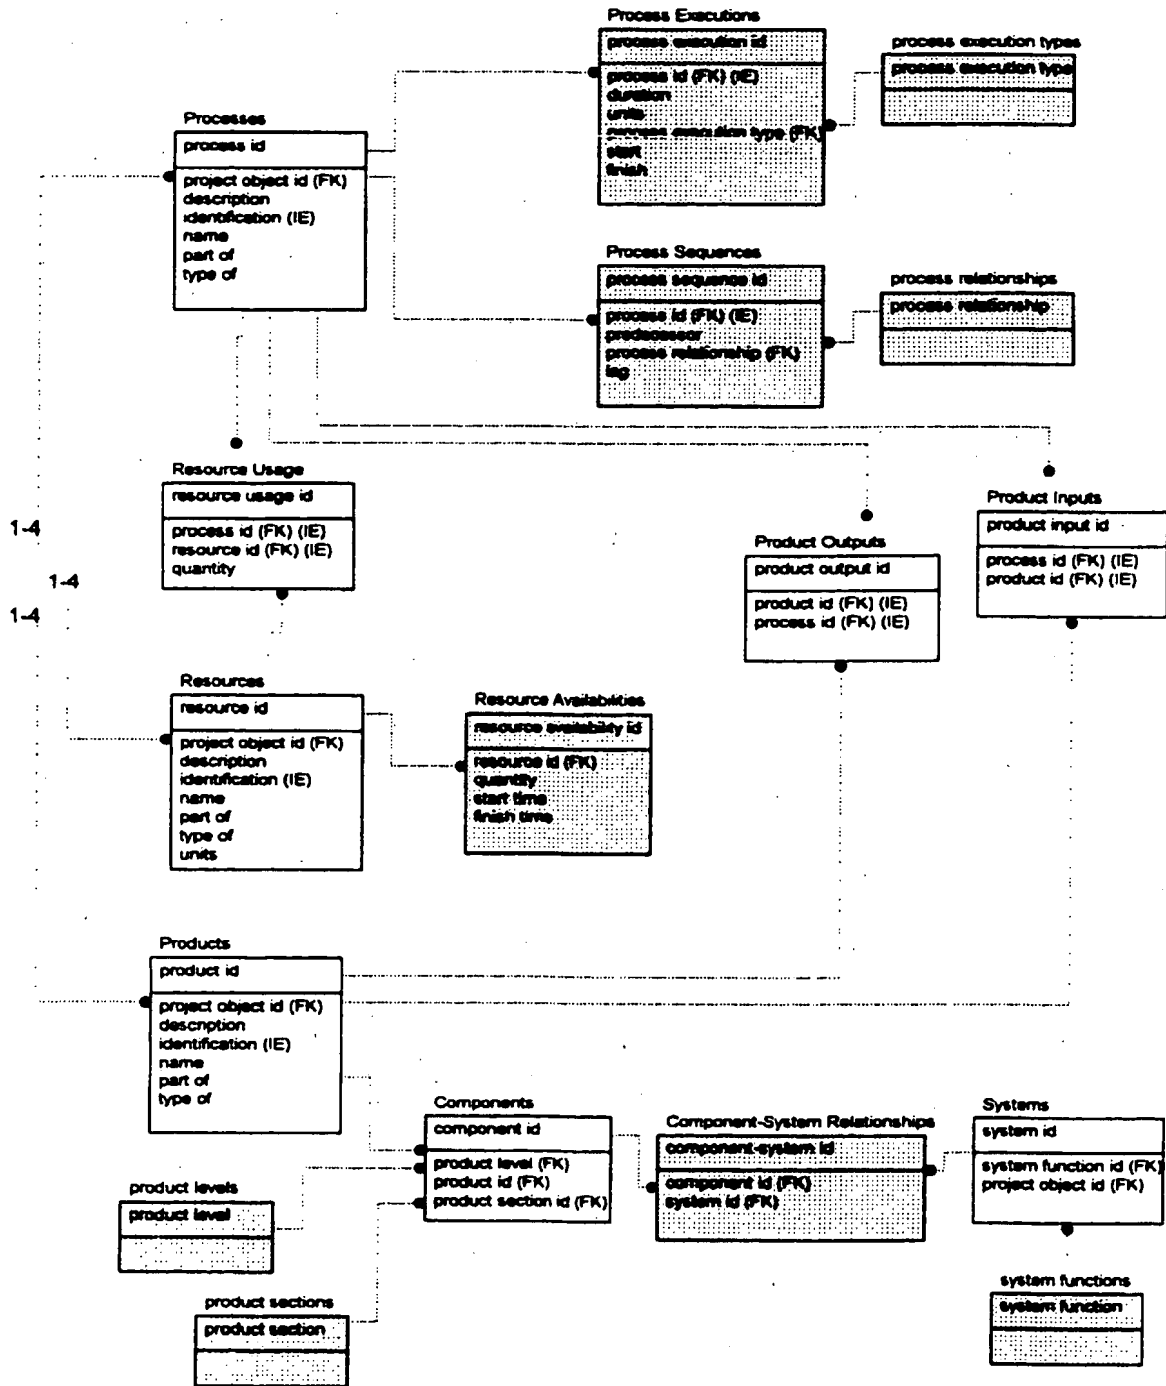 Process Executions
process execution id
process id (FK) (IE)
duration
units
process execution type (FK)
start
finish
process execution types
process execution type
Processes
process id
project object id (FK)
description
identification (IE)
name
part of
type of
Process Sequences
process sequence id
process id (FK) (IE)
predecessor
process relationship (FK)
lag
process relationships
process relationship
Resource Usage
resource usage id
process id (FK) (IE)
resource id (FK) (IE)
quantity
Product Inputs
product input id
process id (FK) (IE)
product id (FK) (IE)
Product Outputs
product output id
product id (FK) (IE)
process id (FK) (IE)
1-4
1-4
1-4
Resources
resource id
project object id (FK)
description
identification (IE)
name
part of
type of
units
Resource Availabilities
resource availability id
resource id (FK)
quantity
start time
finish time
Products
product id
project object id (FK)
description
identification (IE)
name
part of
type of
Components
component id
product level (FK)
product id (FK)
product section id (FK)
Component-System Relationships
component-system id
component id (FK)
system id (FK)
Systems
system id
system function id (FK)
project object id (FK)
product levels
product level
product sections
product section
system functions
system function